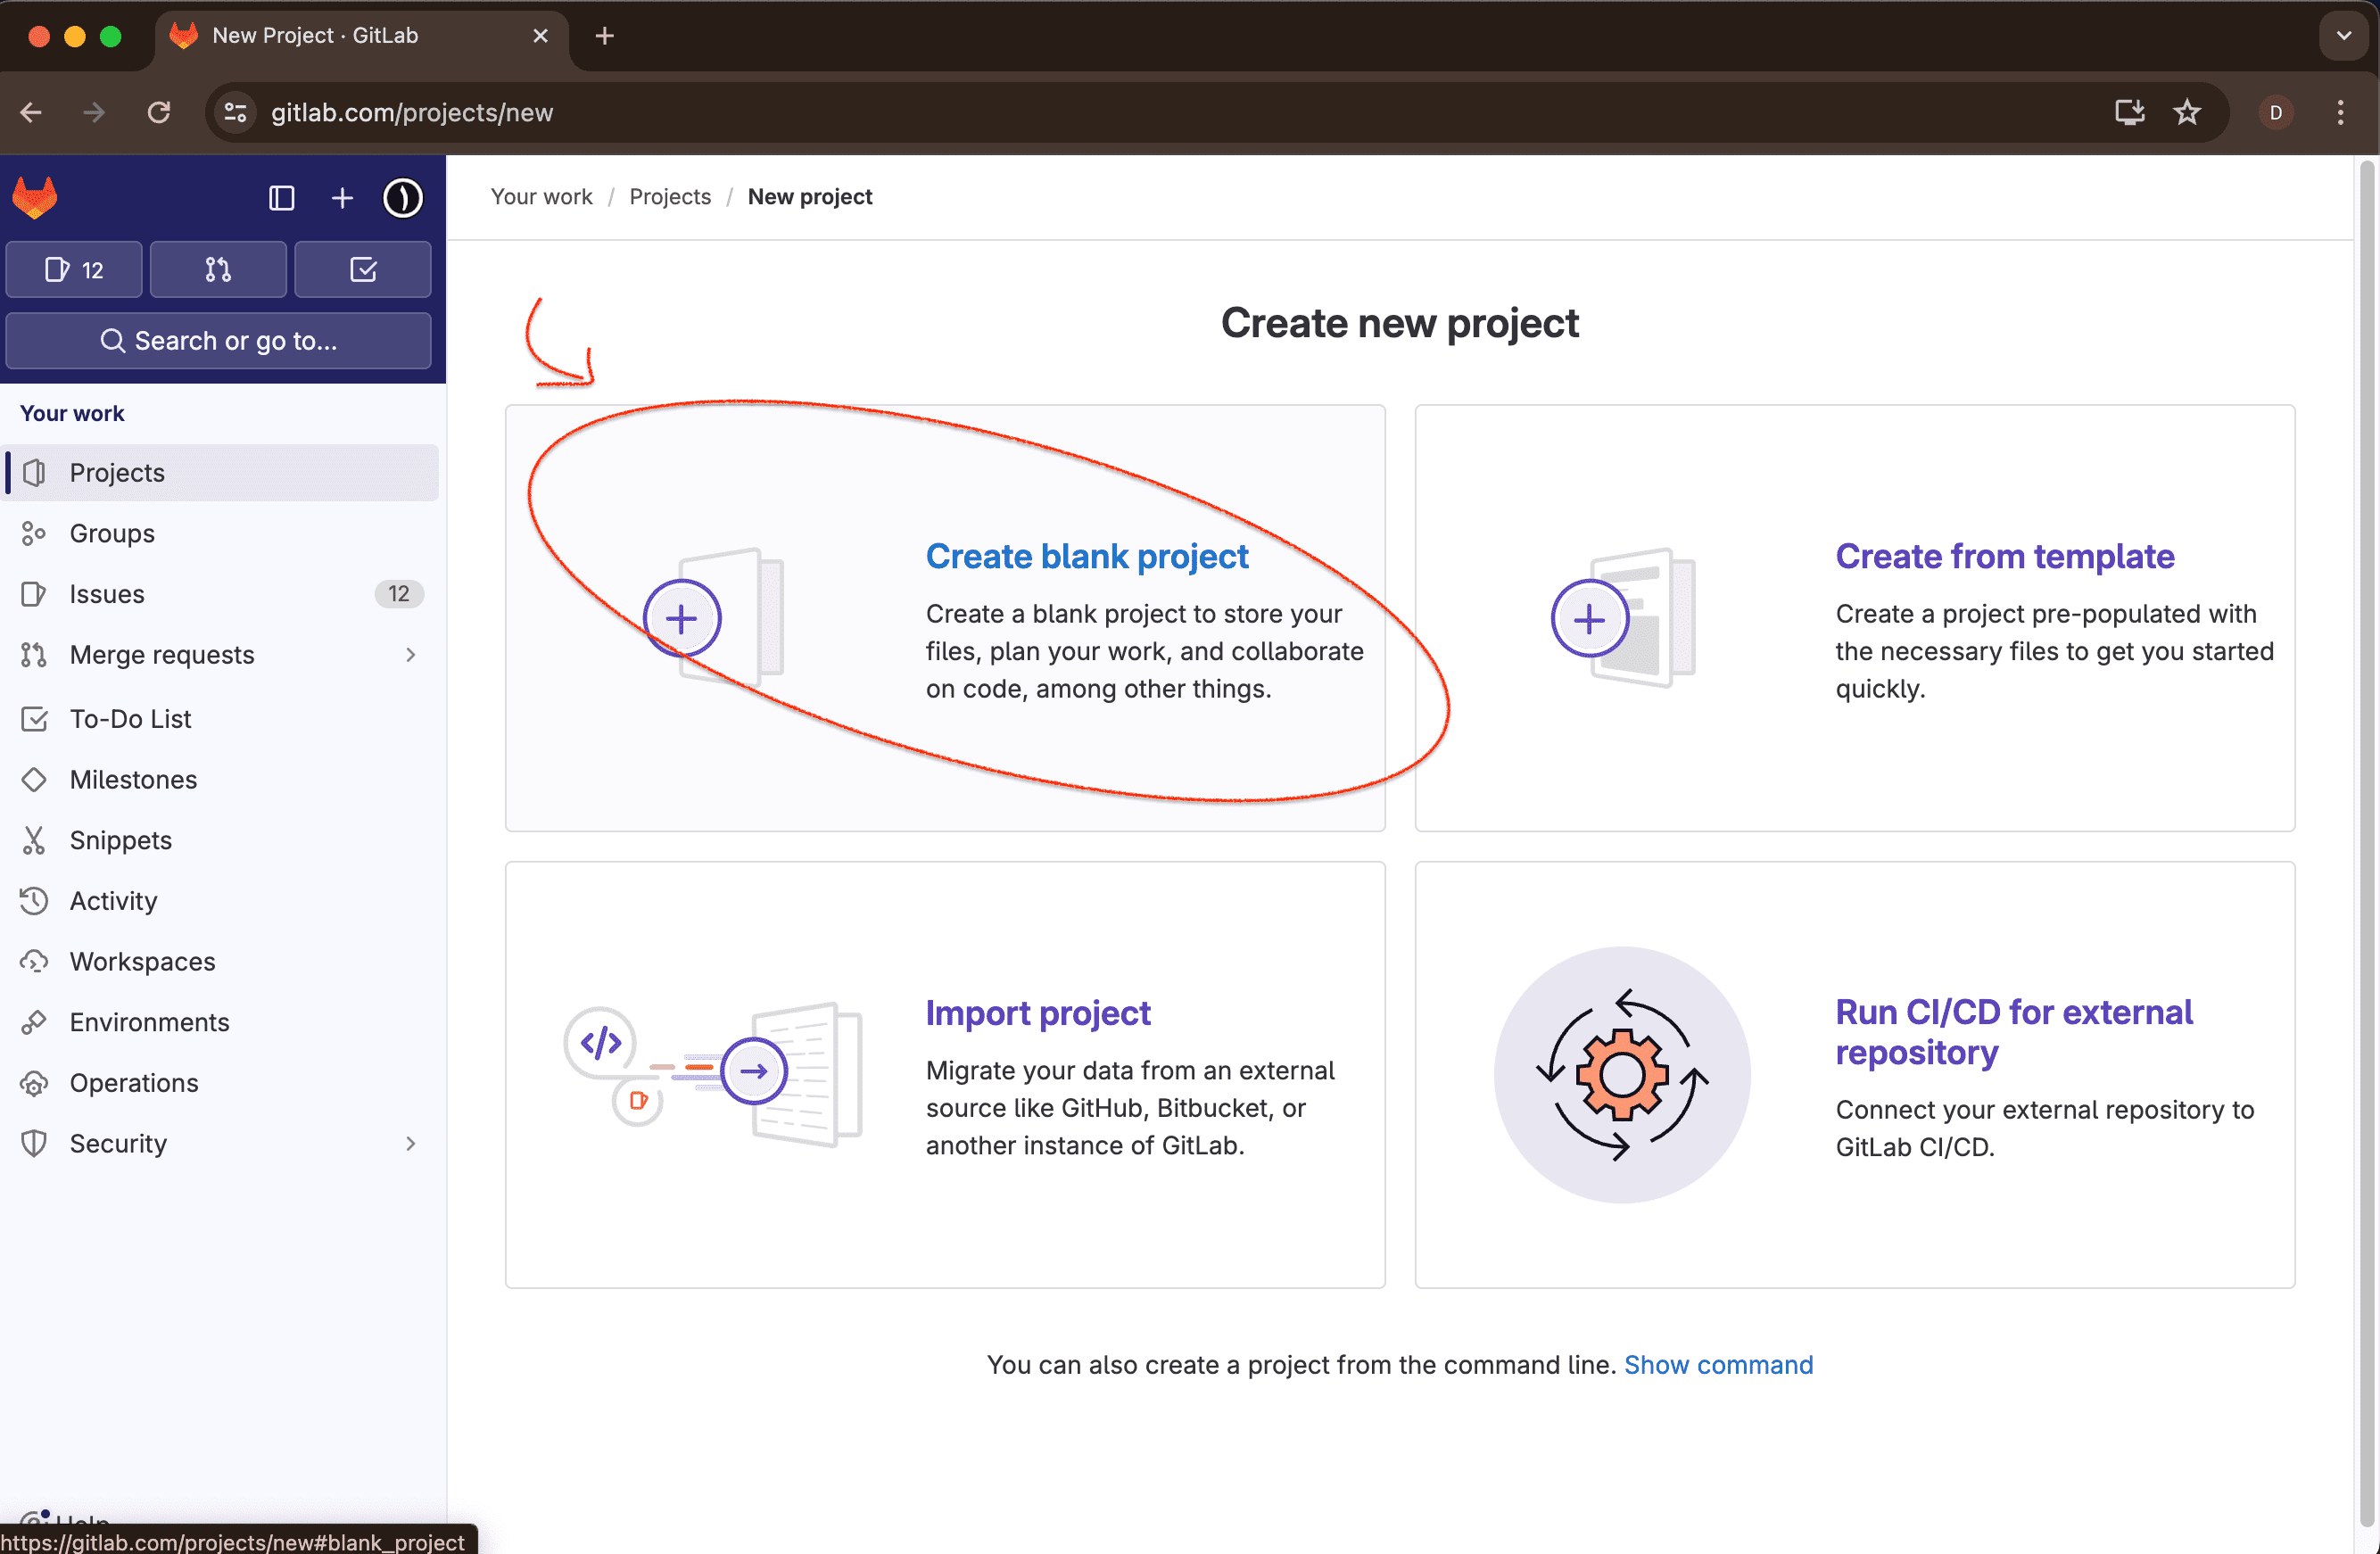 New Project · GitLab
gitlab.com/projects/new
D
12
Search or go to...
Your work
Projects
Groups
Issues 12
Merge requests
To-Do List
Milestones
Snippets
Activity
Workspaces
Environments
Operations
Security
Help
https://gitlab.com/projects/new#blank_project
Your work / Projects / New project
Create new project
Create blank project
Create a blank project to store your
files, plan your work, and collaborate
on code, among other things.
Create from template
Create a project pre-populated with
the necessary files to get you started
quickly.
Import project
Migrate your data from an external
source like GitHub, Bitbucket, or
another instance of GitLab.
Run CI/CD for external
repository
Connect your external repository to
GitLab CI/CD.
You can also create a project from the command line. Show command